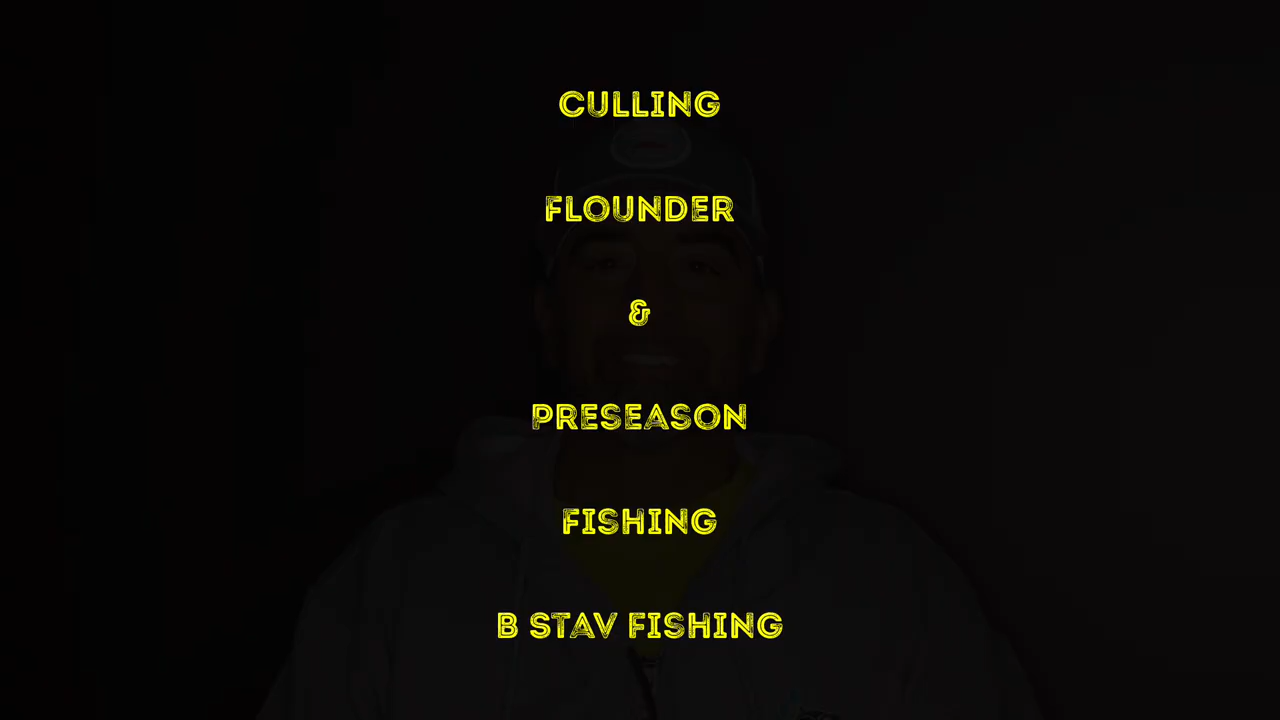 CULLING
FLOUNDER
&
PRESEASON
FISHING
B STAV FISHING